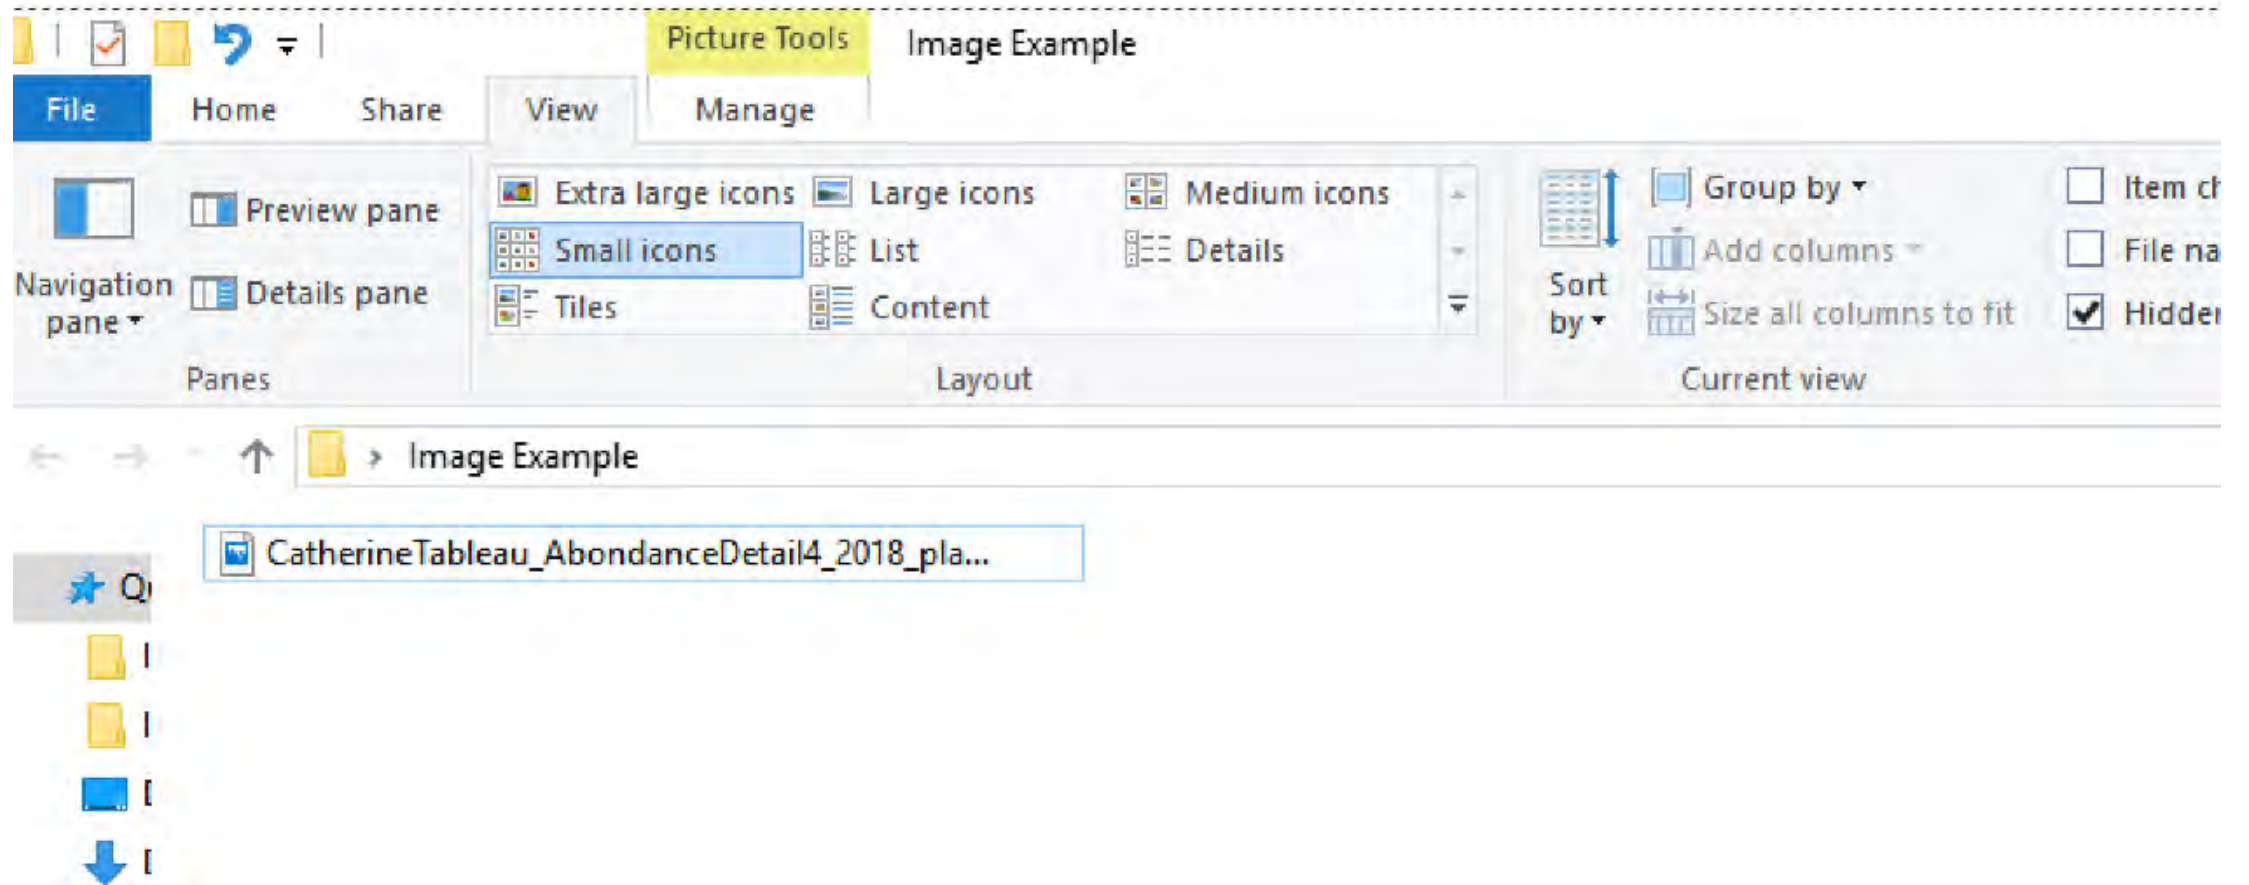 Picture Tools Image Example
File Home Share View Manage
Extra large icons Large icons Medium icons Group by Item
Preview pane
Small icons List Details Add columns File
Navigation pane Details pane Tiles Content Sort by Size all columns to fit
Panes Layout Current view
> Image Example
CatherineTableau_AbondanceDetail4_2018_pla...